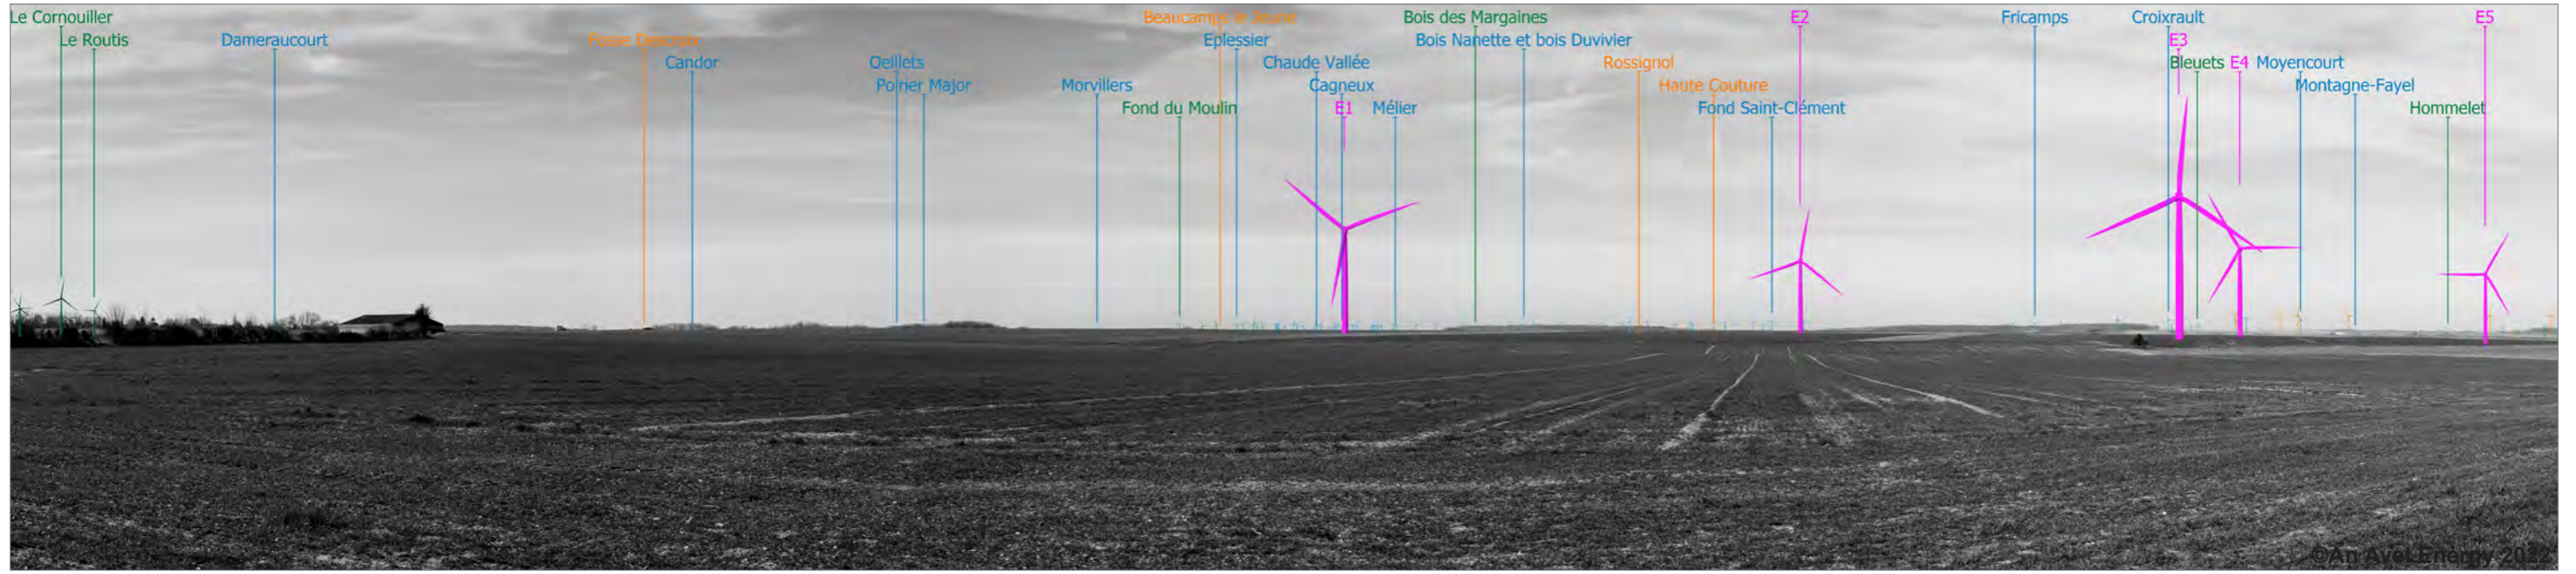 Le Cornouiller
Beaucamps le Jeune
Bois des Margaines
E2
Fricamps
Croixrault
E5
Le Routis
Dameraucourt
Fosse Descroix
Eplessier
Bois Nanette et bois Duvivier
E3
Candor
Oeillets
Chaude Vallée
Rossignol
Bleuets
E4
Moyencourt
Poirier Major
Morvillers
Cagneux
Haute Couture
Montagne-Fayel
Fond du Moulin
E1
Mélier
Fond Saint-Clément
Hommelet
©An Avel Energy 2022